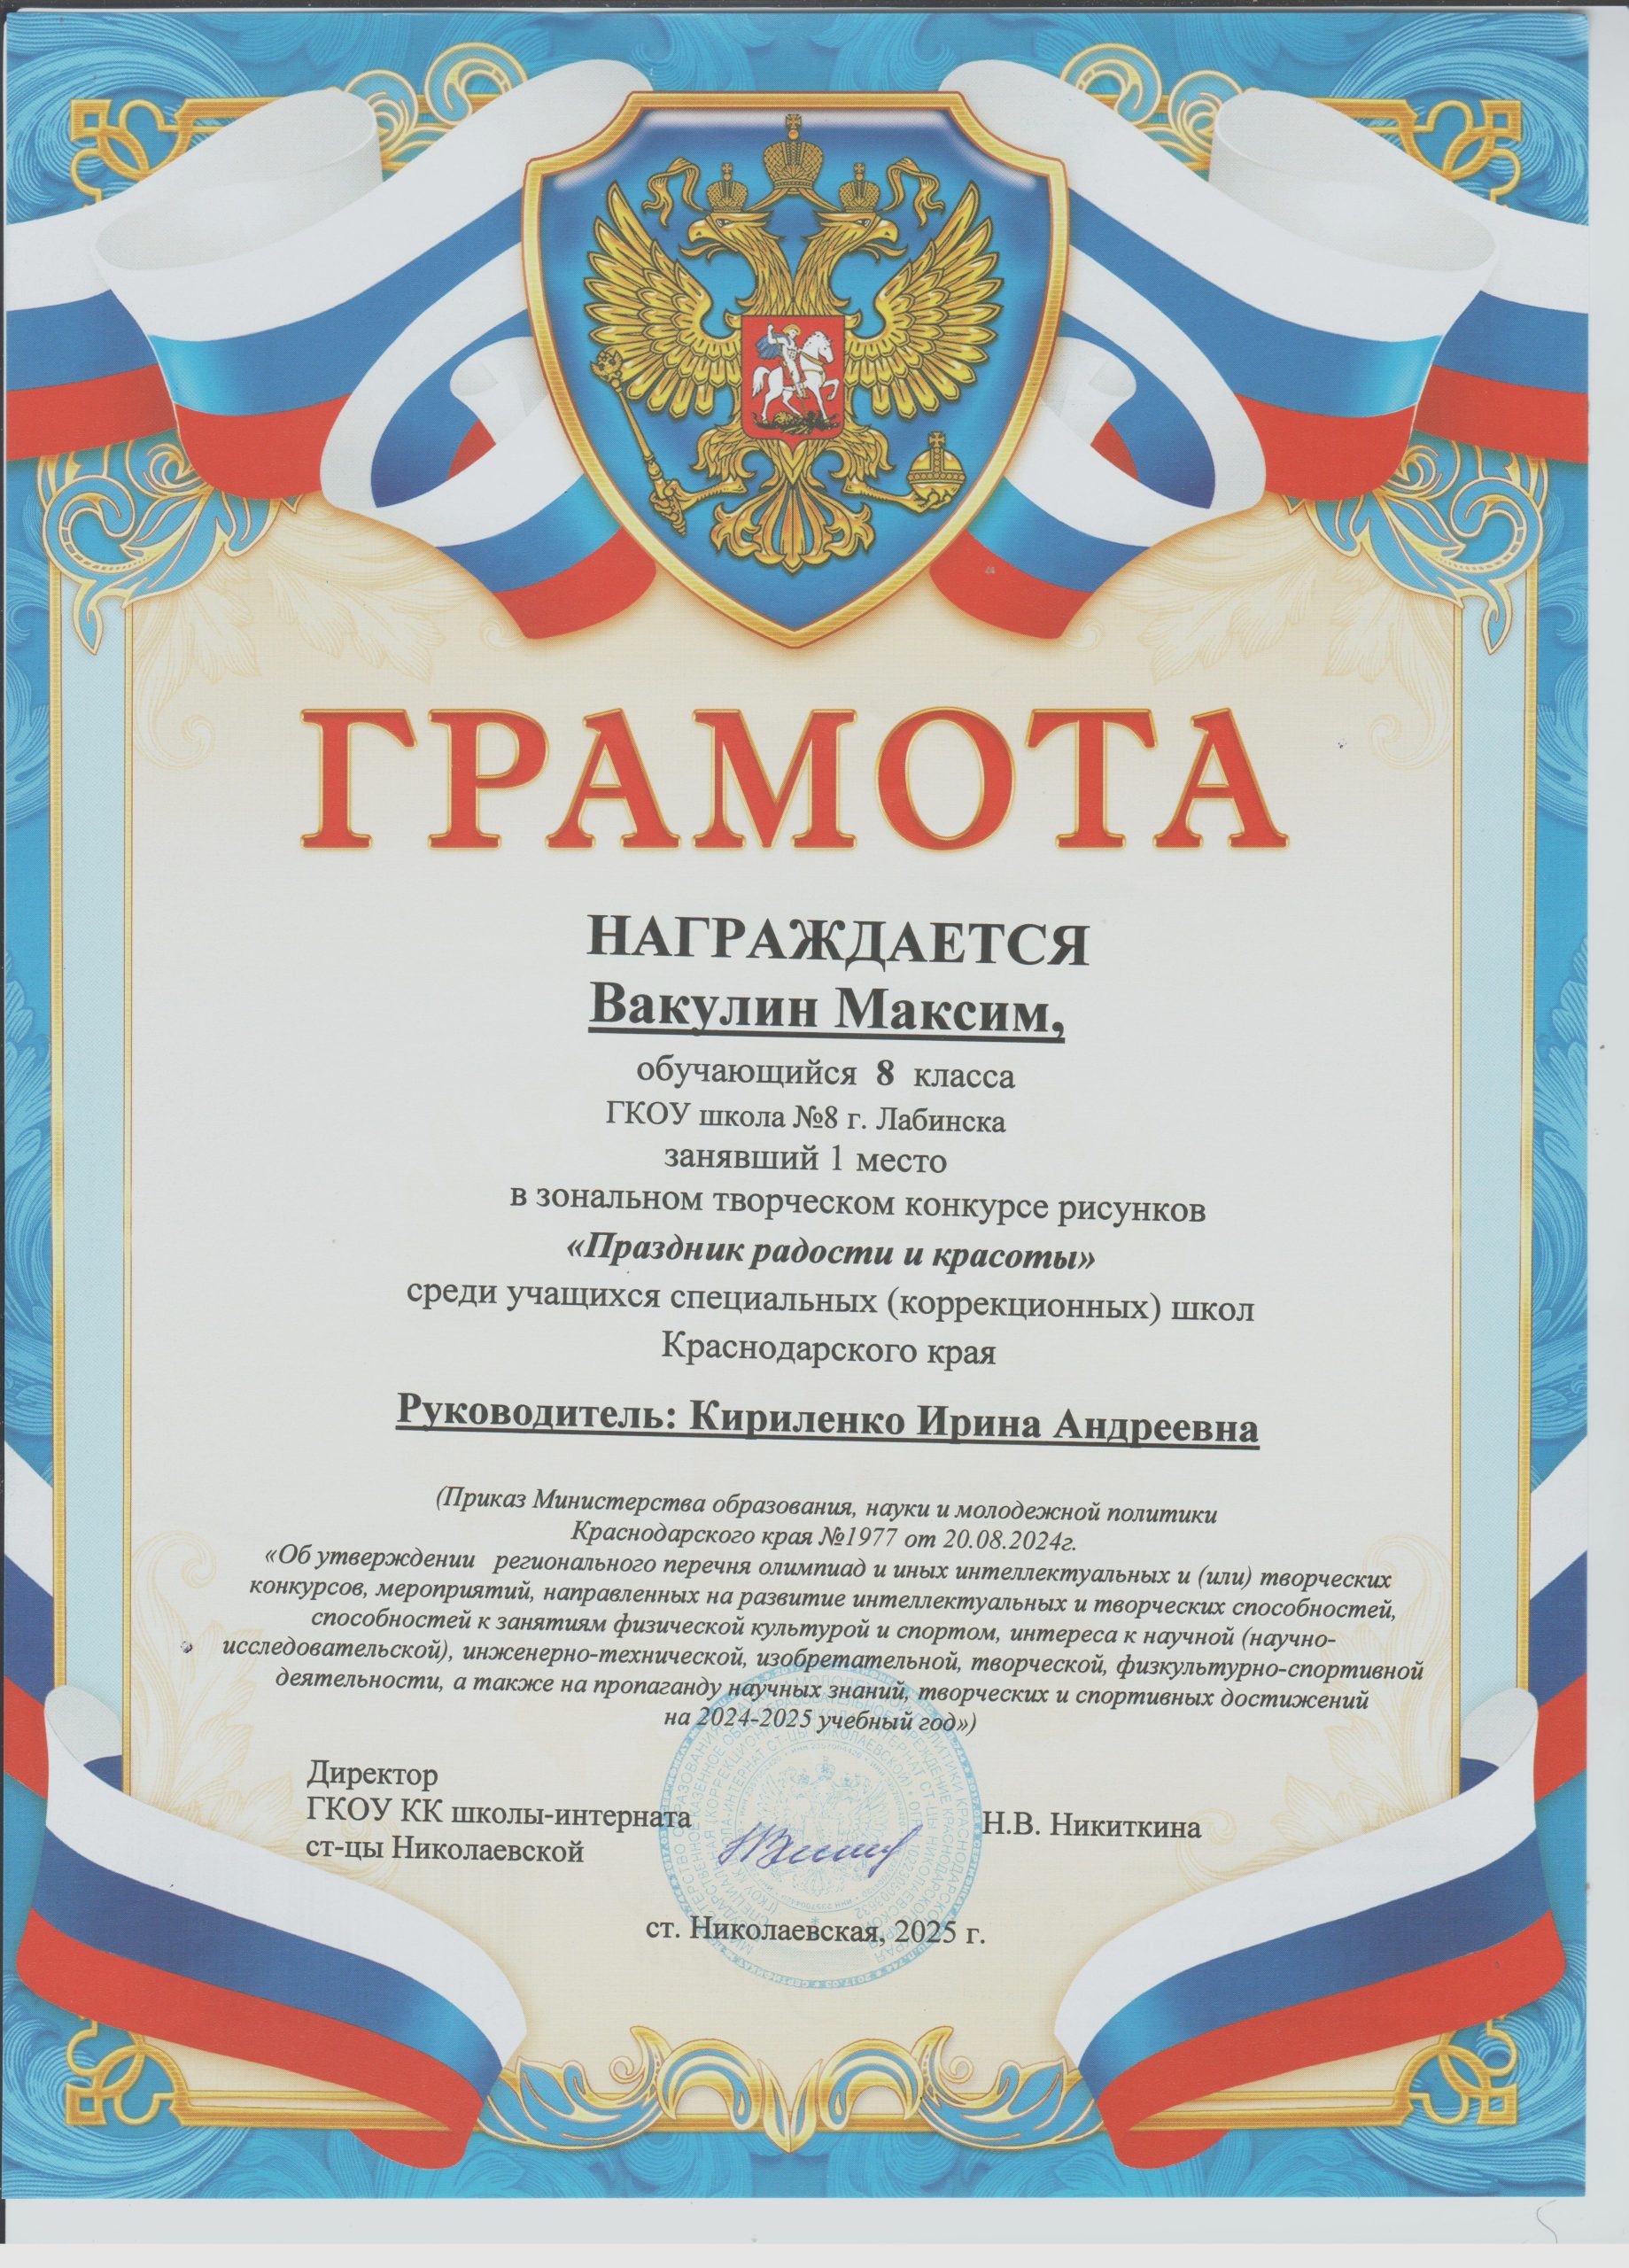 ГРАМОТА
НАГРАЖДАЕТСЯ
Вакулин Максим,
обучающийся 8 класса
ГКОУ школа №8 г. Лабинска
занявший 1 место
в зональном творческом конкурсе рисунков
«Праздник радости и красоты»
среди учащихся специальных (коррекционных) школ
Краснодарского края
Руководитель: Кириленко Ирина Андреевна
(Приказ Министерства образования, науки и молодежной политики
Краснодарского края №1977 от 20.08.2024г.
«Об утверждении регионального перечня олимпиад и иных интеллектуальных и (или) творческих
конкурсов, мероприятий, направленных на развитие интеллектуальных и творческих способностей,
способностей к занятиям физической культурой и спортом, интереса к научной (научно-
исследовательской), инженерно-технической, изобретательной, творческой, физкультурно-спортивной
деятельности, а также на пропаганду научных знаний, творческих и спортивных достижений
на 2024-2025 учебный год»)
Директор
ГКОУ КК школы-интерната
ст-цы Николаевской
Н.В. Никиткина
ст. Николаевская, 2025 г.